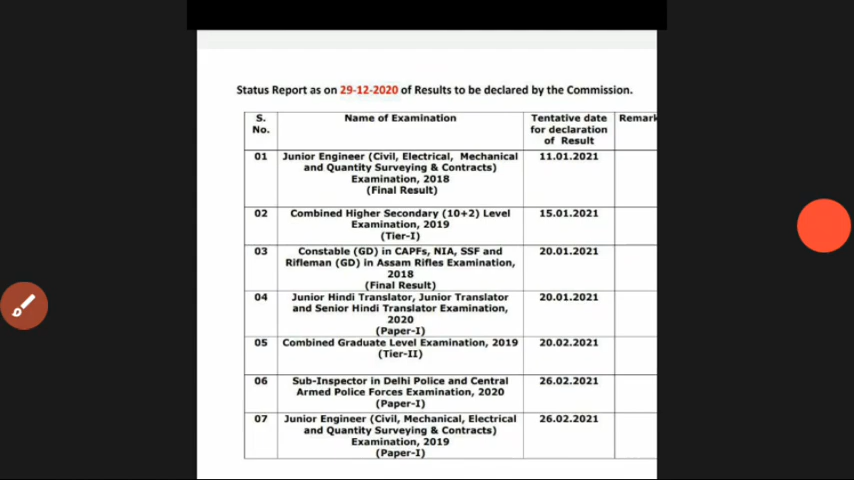 Status Report as on 29-12-2020 of Results to be declared by the Commission.
S. No. Name of Examination Tentative date for declaration of Result Remark
01 Junior Engineer (Civil, Electrical, Mechanical and Quantity Surveying & Contracts) Examination, 2018 (Final Result) 11.01.2021
02 Combined Higher Secondary (10+2) Level Examination, 2019 (Tier-I) 15.01.2021
03 Constable (GD) in CAPFs, NIA, SSF and Rifleman (GD) in Assam Rifles Examination, 2018 (Final Result) 20.01.2021
04 Junior Hindi Translator, Junior Translator and Senior Hindi Translator Examination, 2020 (Paper-I) 20.01.2021
05 Combined Graduate Level Examination, 2019 (Tier-II) 20.02.2021
06 Sub-Inspector in Delhi Police and Central Armed Police Forces Examination, 2020 (Paper-I) 26.02.2021
07 Junior Engineer (Civil, Mechanical, Electrical and Quantity Surveying & Contracts) Examination, 2019 (Paper-I) 26.02.2021